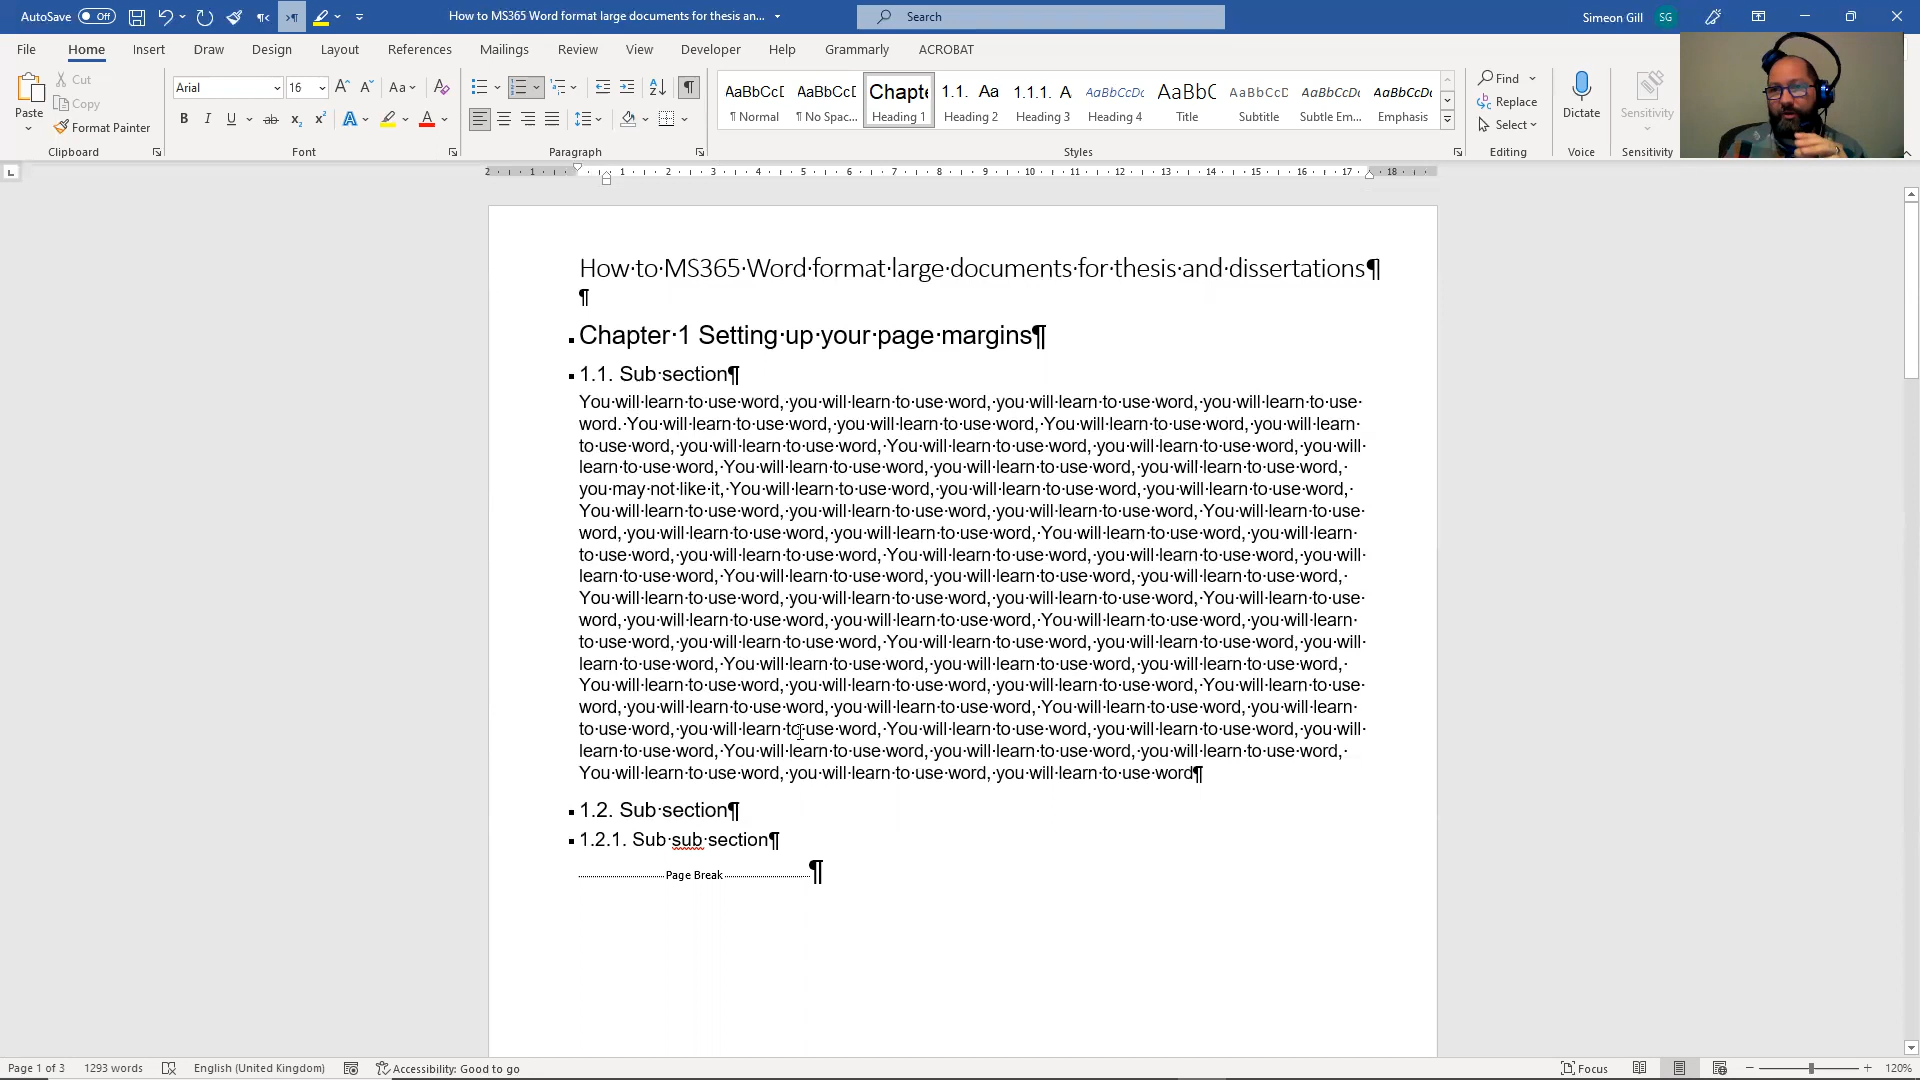 AutoSave Off How to MS365 Word format large documents for thesis an... Search Simeon Gill SG
File Home Insert Draw Design Layout References Mailings Review View Developer Help Grammarly ACROBAT
Paste
Cut
Copy
Format Painter
Clipboard
Arial 16
Font
Paragraph
AaBbCcD ¶ Normal
AaBbCcD ¶ No Spac...
Chapte Heading 1
1.1. Aa Heading 2
1.1.1. A Heading 3
AaBbCcDc Heading 4
AaBbC Title
AaBbCcD Subtitle
AaBbCcDc Subtle Em...
AaBbCcDc Emphasis
Styles
Find
Replace
Select
Editing
Dictate
Voice
Sensitivity
Sensitivity
2 1 1 2 3 4 5 6 7 8 9 10 11 12 13 14 15 16 17 18
How·to·MS365·Word·format·large·documents·for·thesis·and·dissertations¶
¶
Chapter·1 Setting·up·your·page·margins¶
1.1. Sub·section¶
You·will·learn·to·use·word,·you·will·learn·to·use·word,·you·will·learn·to·use·word,·you·will·learn·to·use·
word.·You·will·learn·to·use·word,·you·will·learn·to·use·word,·You·will·learn·to·use·word,·you·will·learn·
to·use·word,·you·will·learn·to·use·word,·You·will·learn·to·use·word,·you·will·learn·to·use·word,·you·will·
learn·to·use·word,·You·will·learn·to·use·word,·you·will·learn·to·use·word,·you·will·learn·to·use·word,·
you·may·not·like·it,·You·will·learn·to·use·word,·you·will·learn·to·use·word,·you·will·learn·to·use·word,·
You·will·learn·to·use·word,·you·will·learn·to·use·word,·you·will·learn·to·use·word,·You·will·learn·to·use·
word,·you·will·learn·to·use·word,·you·will·learn·to·use·word,·You·will·learn·to·use·word,·you·will·learn·
to·use·word,·you·will·learn·to·use·word,·You·will·learn·to·use·word,·you·will·learn·to·use·word,·you·will·
learn·to·use·word,·You·will·learn·to·use·word,·you·will·learn·to·use·word,·you·will·learn·to·use·word,·
You·will·learn·to·use·word,·you·will·learn·to·use·word,·you·will·learn·to·use·word,·You·will·learn·to·use·
word,·you·will·learn·to·use·word,·you·will·learn·to·use·word,·You·will·learn·to·use·word,·you·will·learn·
to·use·word,·you·will·learn·to·use·word,·You·will·learn·to·use·word,·you·will·learn·to·use·word,·you·will·
learn·to·use·word,·You·will·learn·to·use·word,·you·will·learn·to·use·word,·you·will·learn·to·use·word,·
You·will·learn·to·use·word,·you·will·learn·to·use·word,·you·will·learn·to·use·word,·You·will·learn·to·use·
word,·you·will·learn·to·use·word,·you·will·learn·to·use·word,·You·will·learn·to·use·word,·you·will·learn·
to·use·word,·you·will·learn·to·use·word,·You·will·learn·to·use·word,·you·will·learn·to·use·word,·you·will·
learn·to·use·word,·You·will·learn·to·use·word,·you·will·learn·to·use·word,·you·will·learn·to·use·word,·
You·will·learn·to·use·word,·you·will·learn·to·use·word,·you·will·learn·to·use·word¶
1.2. Sub·section¶
1.2.1. Sub·sub·section¶
Page Break ¶
Page 1 of 3 1293 words English (United Kingdom) Accessibility: Good to go Focus 120%